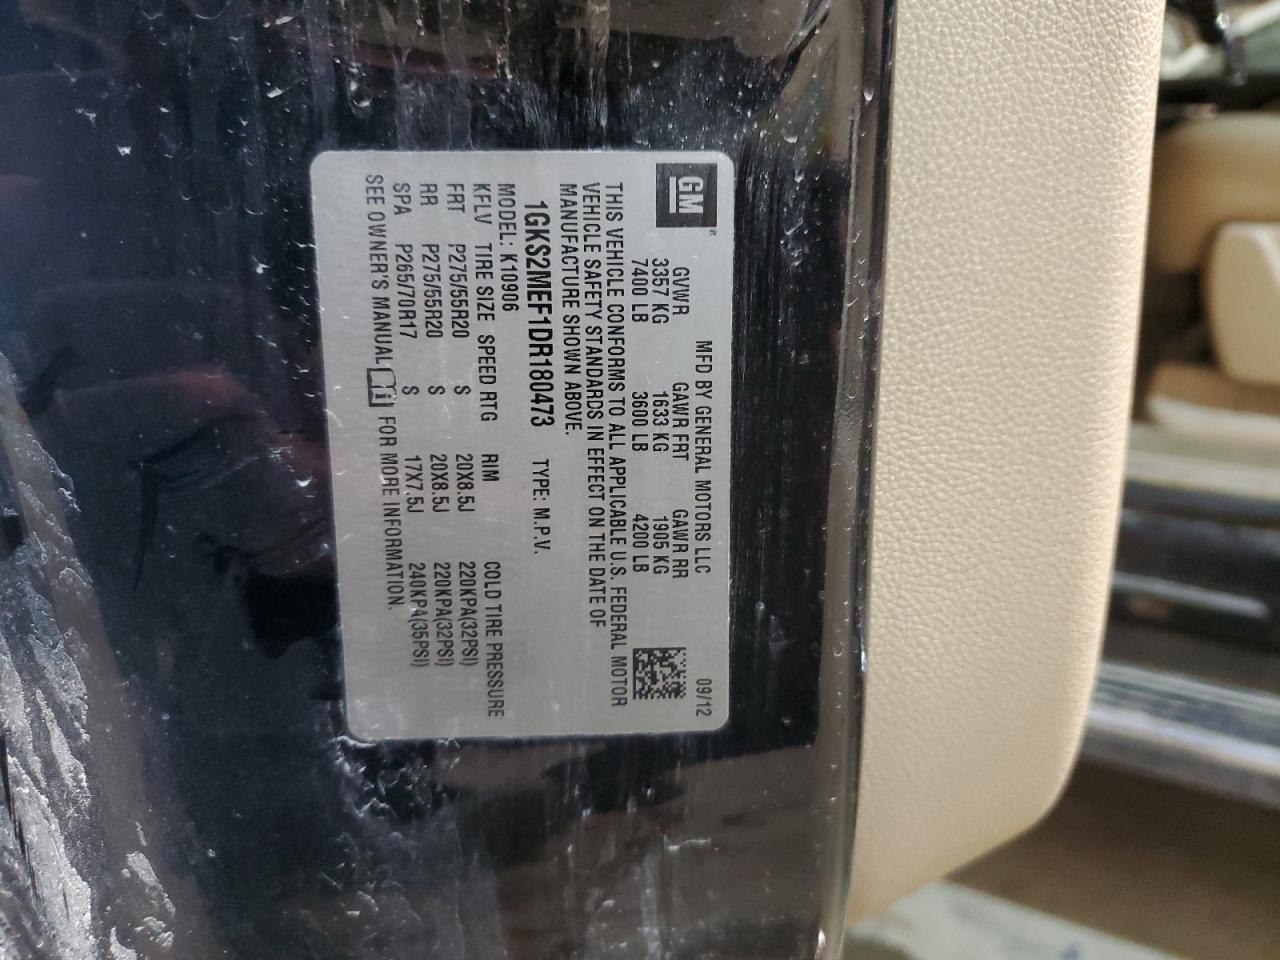 GM
MFD BY GENERAL MOTORS LLC 09/12
GVWR GAWR FRT GAWR RR
3357 KG 1633 KG 1905 KG
7400 LB 3600 LB 4200 LB
THIS VEHICLE CONFORMS TO ALL APPLICABLE U.S. FEDERAL MOTOR
VEHICLE SAFETY STANDARDS IN EFFECT ON THE DATE OF
MANUFACTURE SHOWN ABOVE.
1GKS2MEF1DR180473 TYPE: M.P.V.
MODEL: K10906
KFLV TIRE SIZE SPEED RTG RIM COLD TIRE PRESSURE
FRT P275/55R20 S 20X8.5J 220KPA(32PSI)
RR P275/55R20 S 20X8.5J 220KPA(32PSI)
SPA P265/70R17 S 17X7.5J 240KPA(35PSI)
SEE OWNER'S MANUAL i FOR MORE INFORMATION.